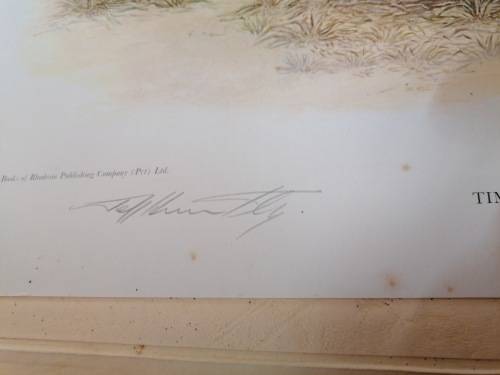 Books of Rhodesia Publishing Company (Pvt) Ltd.
TIM